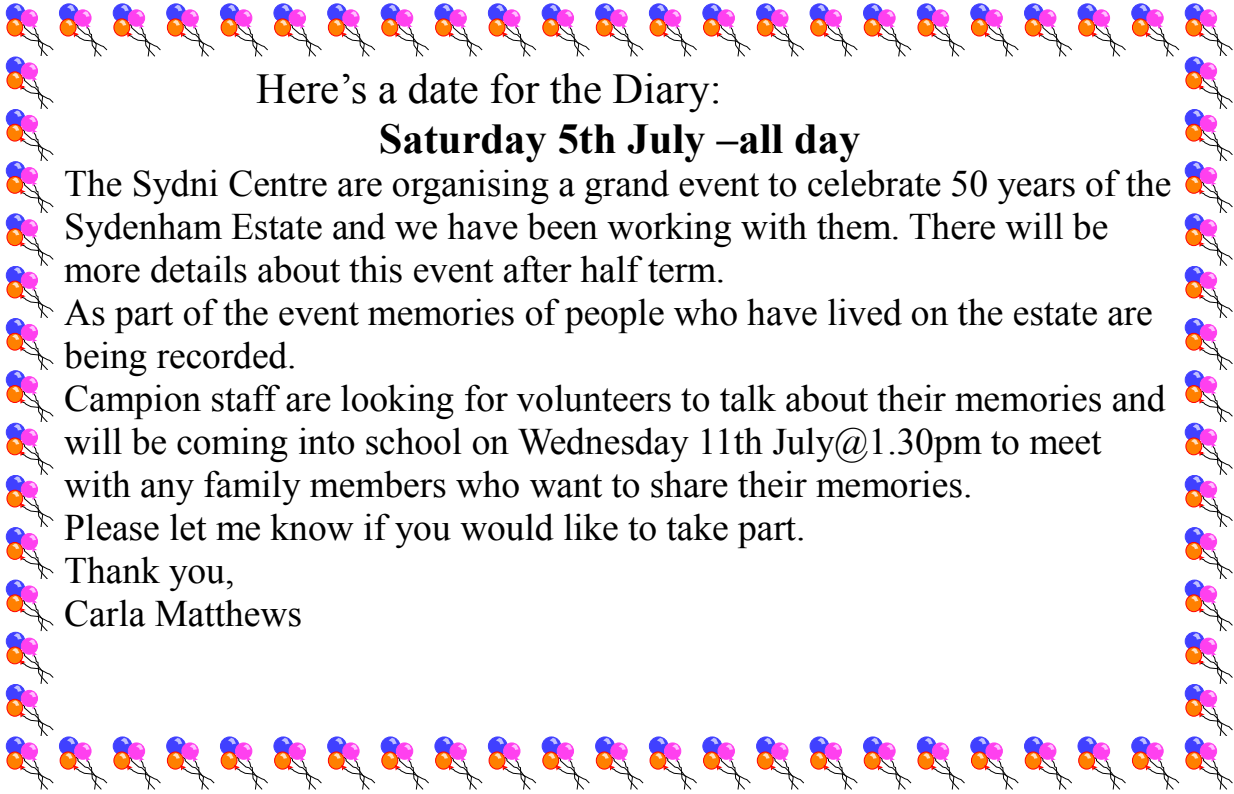 Here’s a date for the Diary:
Saturday 5th July –all day
The Sydni Centre are organising a grand event to celebrate 50 years of the
Sydenham Estate and we have been working with them. There will be
more details about this event after half term.
As part of the event memories of people who have lived on the estate are
being recorded.
Campion staff are looking for volunteers to talk about their memories and
will be coming into school on Wednesday 11th July@1.30pm to meet
with any family members who want to share their memories.
Please let me know if you would like to take part.
Thank you,
Carla Matthews